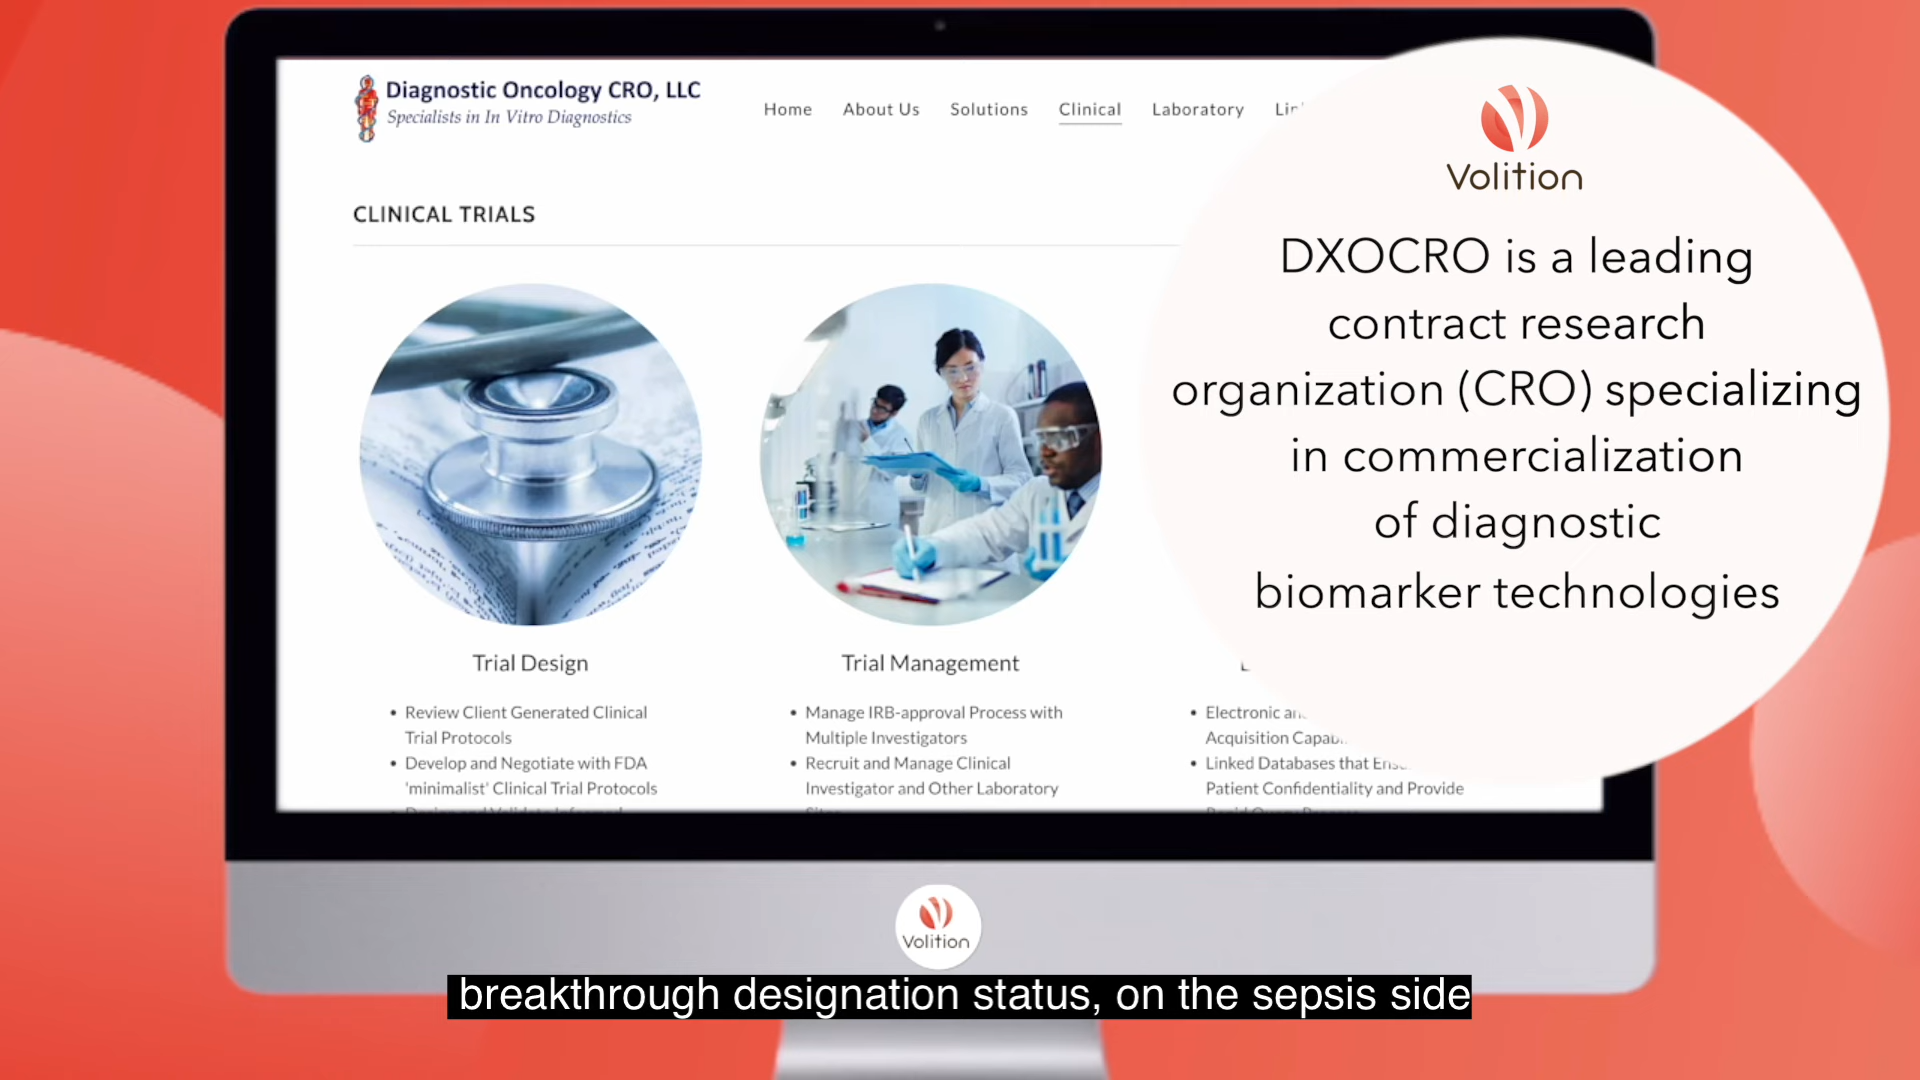 Diagnostic Oncology CRO, LLC
Specialists in In Vitro Diagnostics
Home
About Us
Solutions
Clinical
Laboratory
CLINICAL TRIALS
Trial Design
• Review Client Generated Clinical
Trial Protocols
• Develop and Negotiate with FDA
'minimalist' Clinical Trial Protocols
Trial Management
• Manage IRB-approval Process with
Multiple Investigators
• Recruit and Manage Clinical
Investigator and Other Laboratory
• Electronic
Acquisition
• Linked Databases that
Patient Confidentiality and Provide
Volition
DXOCRO is a leading
contract research
organization (CRO) specializing
in commercialization
of diagnostic
biomarker technologies
Volition
breakthrough designation status, on the sepsis side